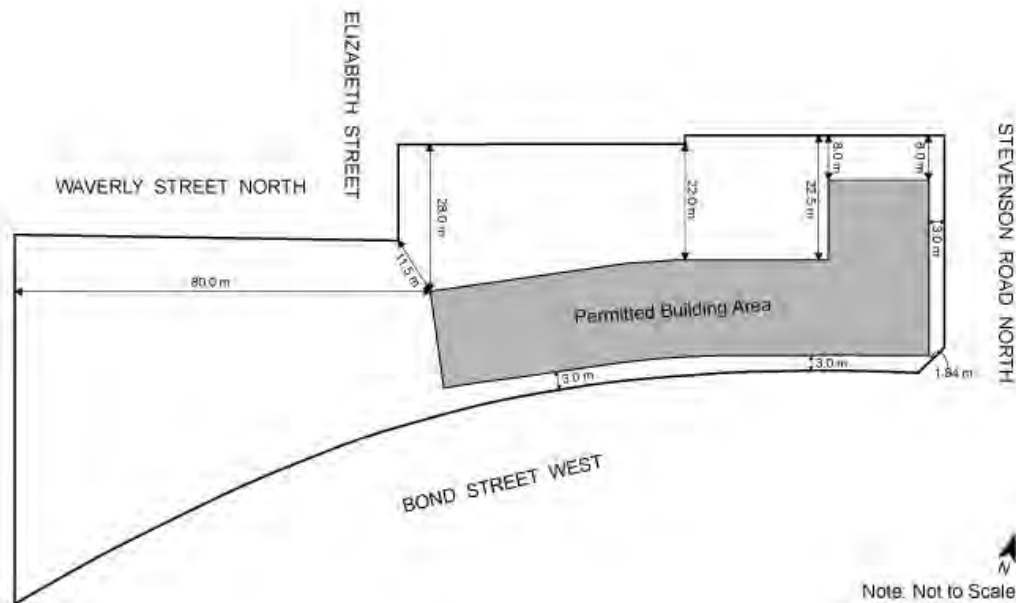 ELIZABETH STREET
WAVERLY STREET NORTH
STEVENSON ROAD NORTH
8.0 m
28.0 m
22.0 m
22.5 m
3.0 m
11.5 m
80.0 m
Permitted Building Area
3.0 m
3.0 m
1.84 m
BOND STREET WEST
N
Note: Not to Scale